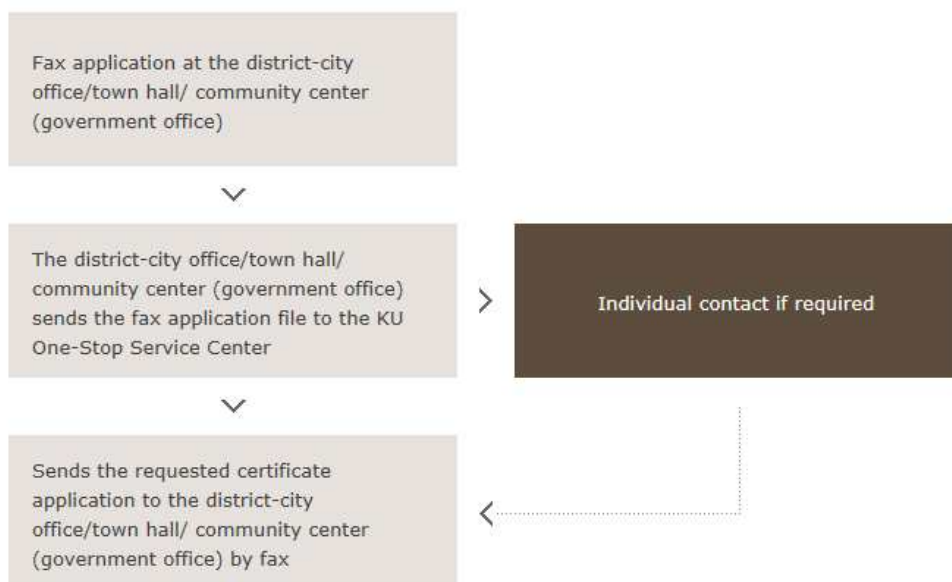 Fax application at the district-city
office/town hall/ community center
(government office)
The district-city office/town hall/
community center (government office)
sends the fax application file to the KU
One-Stop Service Center
Individual contact if required
Sends the requested certificate
application to the district-city
office/town hall/ community center
(government office) by fax